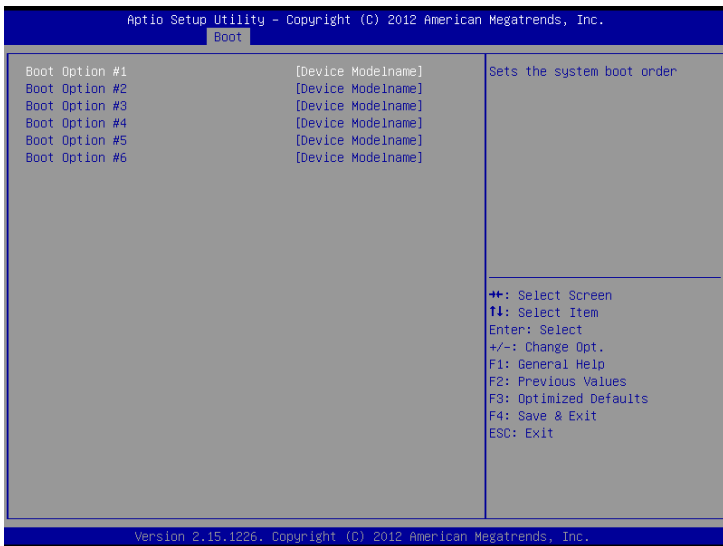 Aptio Setup Utility – Copyright (C) 2012 American Megatrends, Inc.
Boot
Boot Option #1 [Device Modelname]
Boot Option #2 [Device Modelname]
Boot Option #3 [Device Modelname]
Boot Option #4 [Device Modelname]
Boot Option #5 [Device Modelname]
Boot Option #6 [Device Modelname]
Sets the system boot order
→←: Select Screen
↑↓: Select Item
Enter: Select
+/-: Change Opt.
F1: General Help
F2: Previous Values
F3: Optimized Defaults
F4: Save & Exit
ESC: Exit
Version 2.15.1226. Copyright (C) 2012 American Megatrends, Inc.